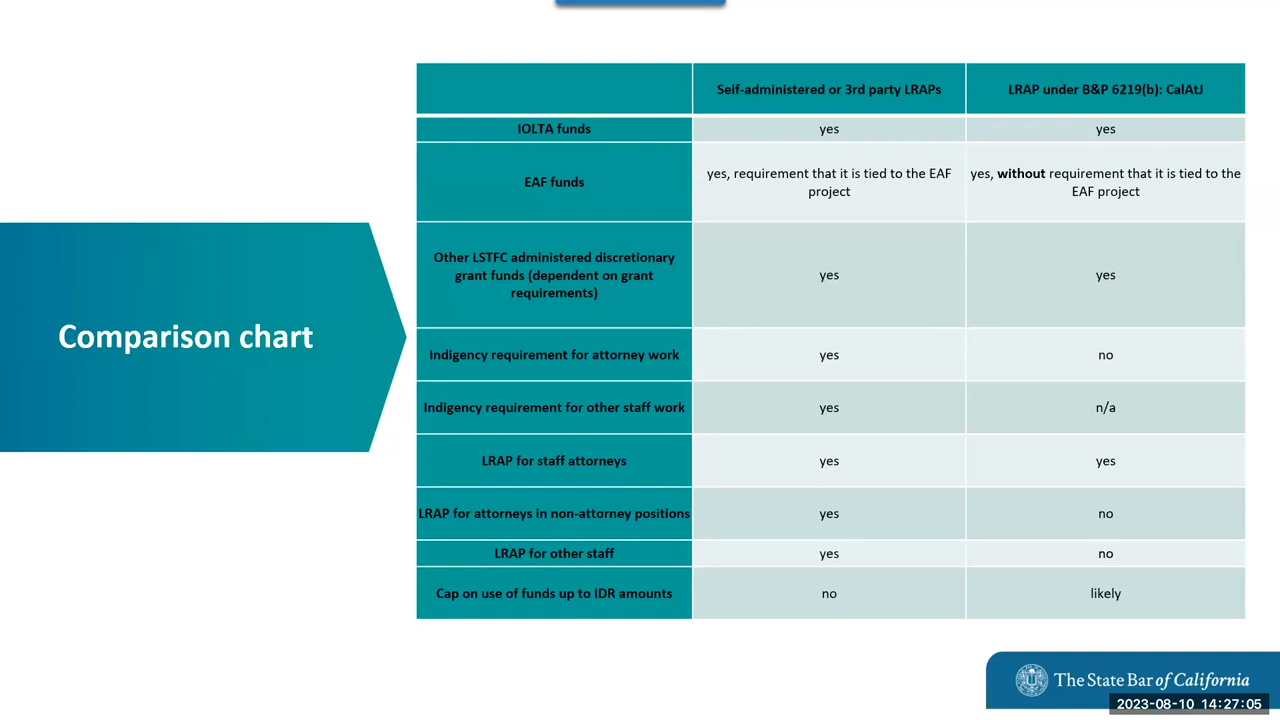 Comparison chart
Self-administered or 3rd party LRAPs
LRAP under B&P 6219(b): CalAtJ
IOLTA funds
yes
yes
EAF funds
yes, requirement that it is tied to the EAF
project
yes, without requirement that it is tied to the
EAF project
Other LSTFC administered discretionary
grant funds (dependent on grant
requirements)
yes
yes
Indigency requirement for attorney work
yes
no
Indigency requirement for other staff work
yes
n/a
LRAP for staff attorneys
yes
yes
LRAP for attorneys in non-attorney positions
yes
no
LRAP for other staff
yes
no
Cap on use of funds up to IDR amounts
no
likely
The State Bar of California
2023-08-10 14:27:05